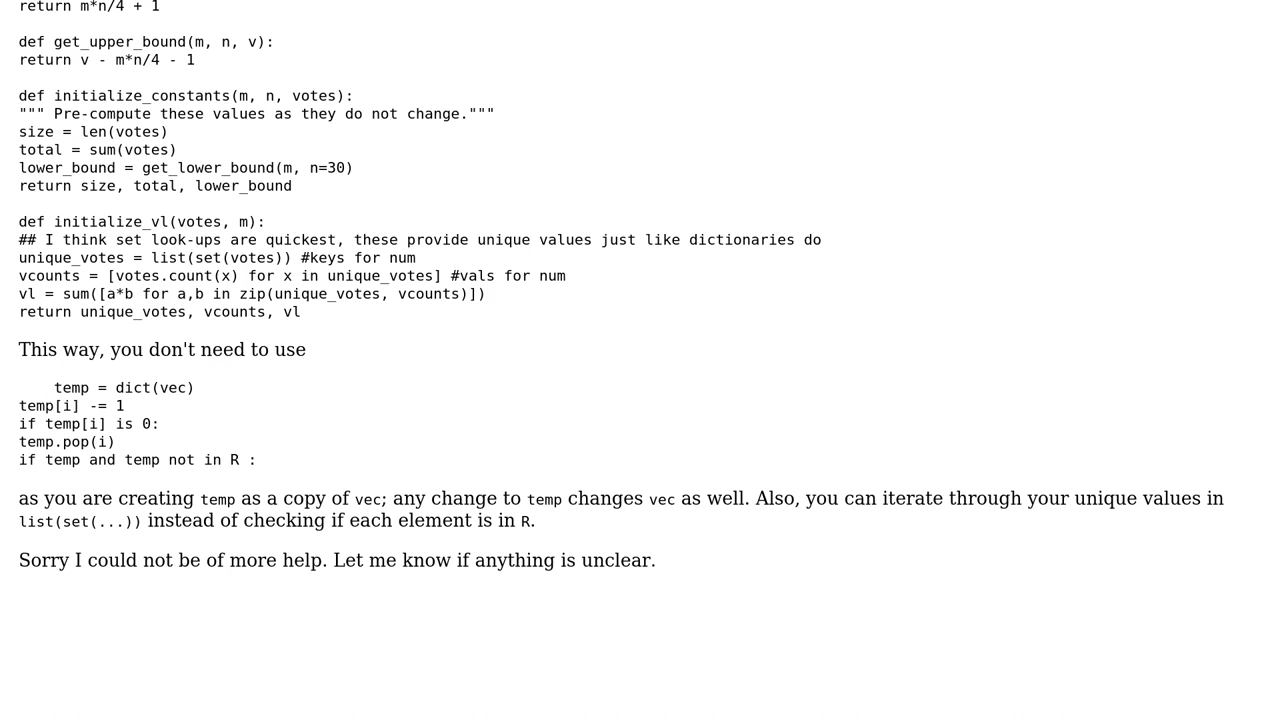 return m*n/4 + 1
def get_upper_bound(m, n, v):
return v - m*n/4 - 1
def initialize_constants(m, n, votes):
""" Pre-compute these values as they do not change."""
size = len(votes)
total = sum(votes)
lower_bound = get_lower_bound(m, n=30)
return size, total, lower_bound
def initialize_vl(votes, m):
## I think set look-ups are quickest, these provide unique values just like dictionaries do
unique_votes = list(set(votes)) #keys for num
vcounts = [votes.count(x) for x in unique_votes] #vals for num
vl = sum([a*b for a,b in zip(unique_votes, vcounts)])
return unique_votes, vcounts, vl
This way, you don't need to use
temp = dict(vec)
temp[i] -= 1
if temp[i] is 0:
temp.pop(i)
if temp and temp not in R :
as you are creating temp as a copy of vec; any change to temp changes vec as well. Also, you can iterate through your unique values in
list(set(...)) instead of checking if each element is in R.
Sorry I could not be of more help. Let me know if anything is unclear.